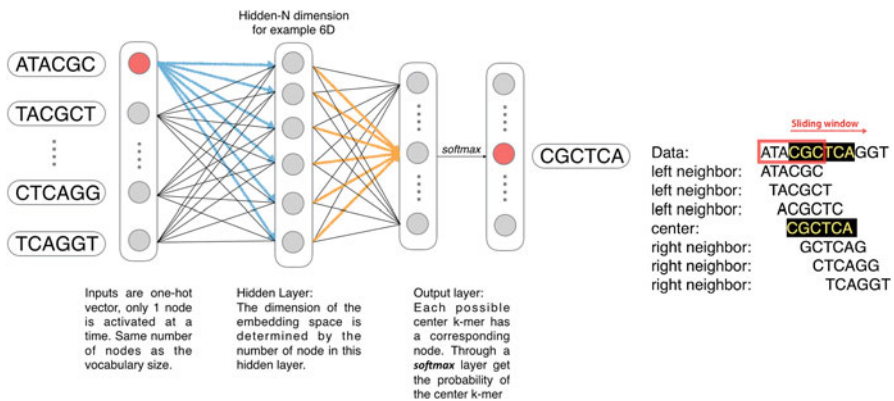 Hidden-N dimension
for example 6D
ATACGC
TACGCT
CTCAGG
TCAGGT
softmax
CGCTCA
Sliding window
Data: ATACGCTCAGGT
left neighbor: ATACGC
left neighbor: TACGCT
left neighbor: ACGCTC
center: CGCTCA
right neighbor: GCTCAG
right neighbor: CTCAGG
right neighbor: TCAGGT
Inputs are one-hot
vector, only 1 node
is activated at a
time. Same number
of nodes as the
vocabulary size.
Hidden Layer:
The dimension of the
embedding space is
determined by the
number of node in this
hidden layer.
Output layer:
Each possible
center k-mer has
a corresponding
node. Through a
softmax layer get
the probability of
the center k-mer